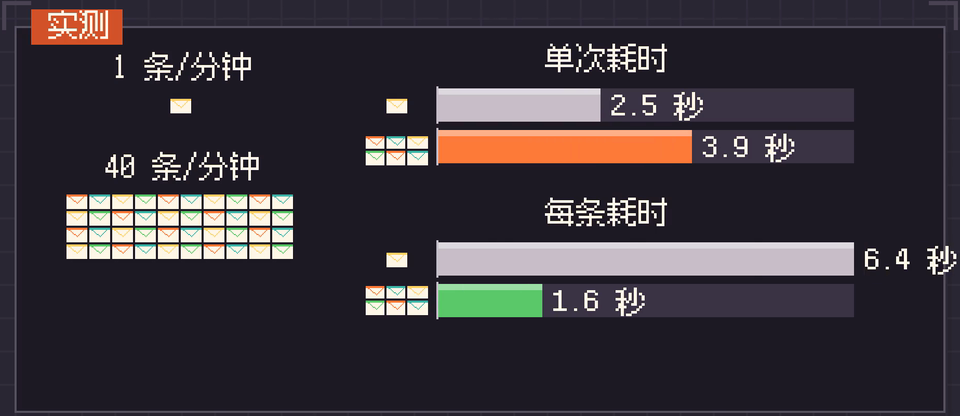 实测
1 条/分钟
40 条/分钟
单次耗时
2.5 秒
3.9 秒
每条耗时
6.4 秒
1.6 秒